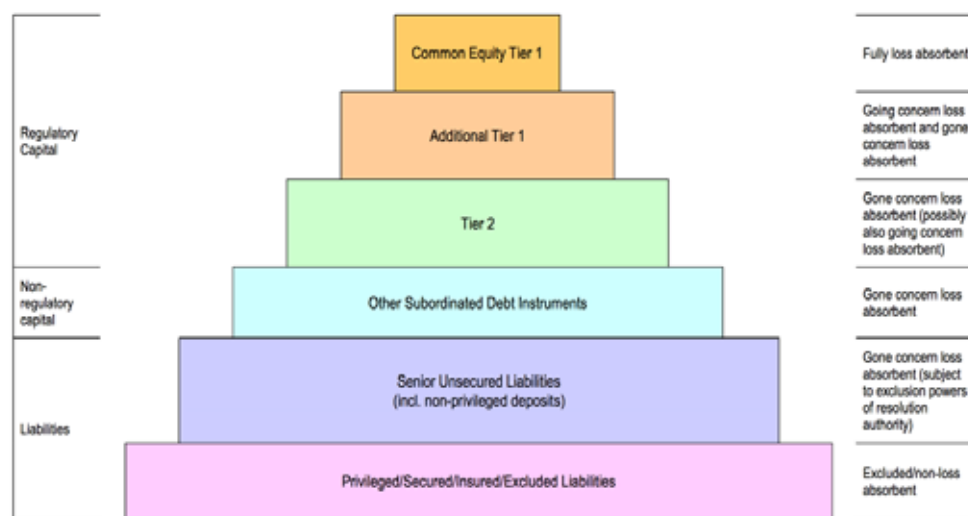 Common Equity Tier 1
Fully loss absorbent
Regulatory
Capital
Additional Tier 1
Going concern loss
absorbent and gone
concern loss
absorbent
Tier 2
Gone concern loss
absorbent (possibly
also going concern
loss absorbent)
Non-
regulatory
capital
Other Subordinated Debt Instruments
Gone concern loss
absorbent
Liabilities
Senior Unsecured Liabilities
(incl. non-privileged deposits)
Gone concern loss
absorbent (subject
to exclusion powers
of resolution
authority)
Privileged/Secured/Insured/Excluded Liabilities
Excluded/non-loss
absorbent